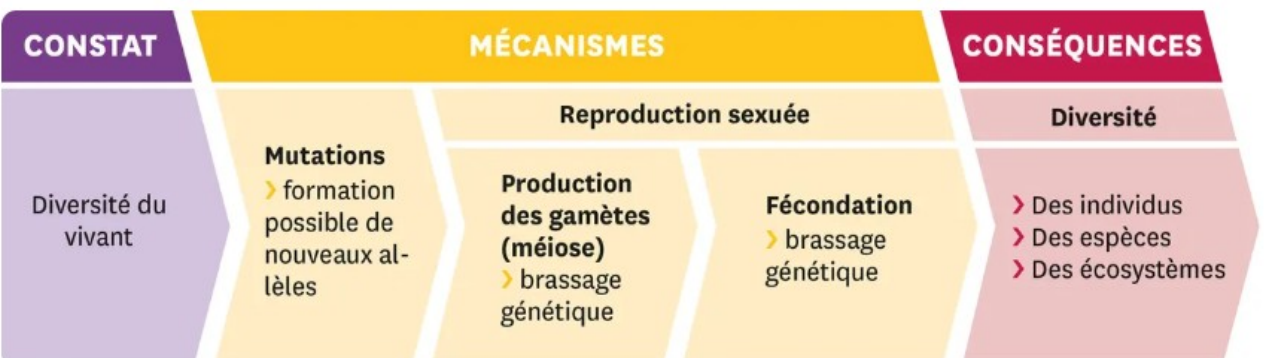 CONSTAT
MÉCANISMES
CONSÉQUENCES
Diversité du
vivant
Mutations
❯ formation
possible de
nouveaux al-
lèles
Reproduction sexuée
Production
des gamètes
(méiose)
❯ brassage
génétique
Fécondation
❯ brassage
génétique
Diversité
❯ Des individus
❯ Des espèces
❯ Des écosystèmes